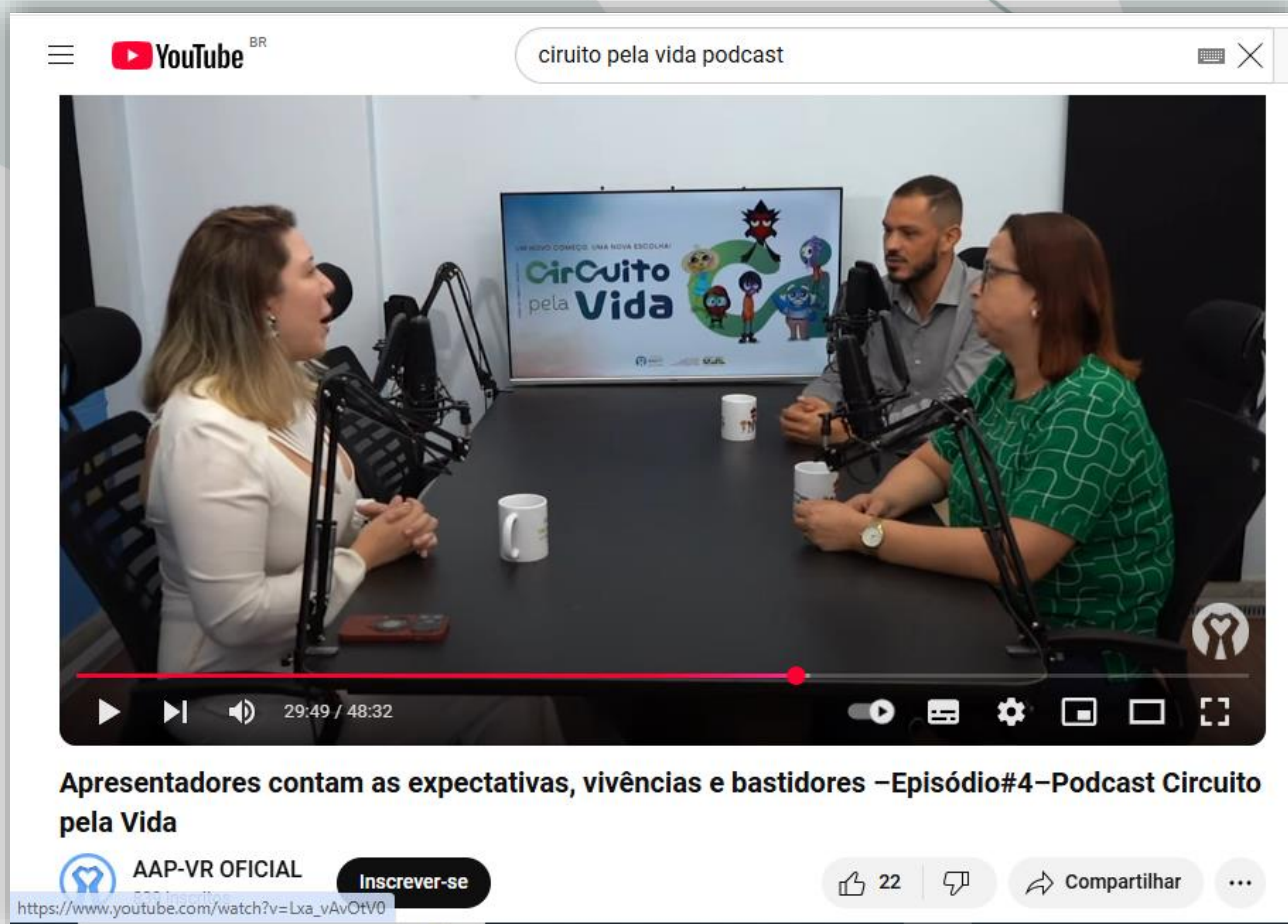 YouTube BR
ciruito pela vida podcast
UM NOVO COMEÇO, UMA NOVA ESCOLHA!
CirCuito
pela Vida
29:49 / 48:32
Apresentadores contam as expectativas, vivências e bastidores –Episódio#4–Podcast Circuito
pela Vida
AAP-VR OFICIAL
Inscrever-se
22
Compartilhar
https://www.youtube.com/watch?v=Lxa_vAvOtV0